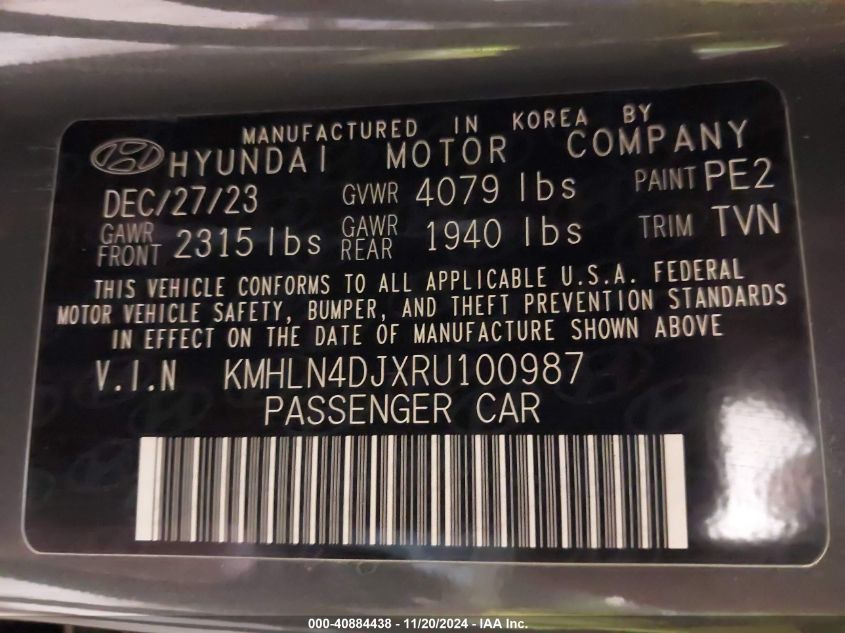 MANUFACTURED IN KOREA BY
HYUNDAI MOTOR COMPANY
DEC/27/23 GVWR 4079 lbs PAINT PE2
GAWR FRONT 2315 lbs GAWR REAR 1940 lbs TRIM TVN
THIS VEHICLE CONFORMS TO ALL APPLICABLE U.S.A. FEDERAL
MOTOR VEHICLE SAFETY, BUMPER, AND THEFT PREVENTION STANDARDS
IN EFFECT ON THE DATE OF MANUFACTURE SHOWN ABOVE
V.I.N KMHLN4DJXRU100987
PASSENGER CAR
000-40884438 - 11/20/2024 - IAA Inc.